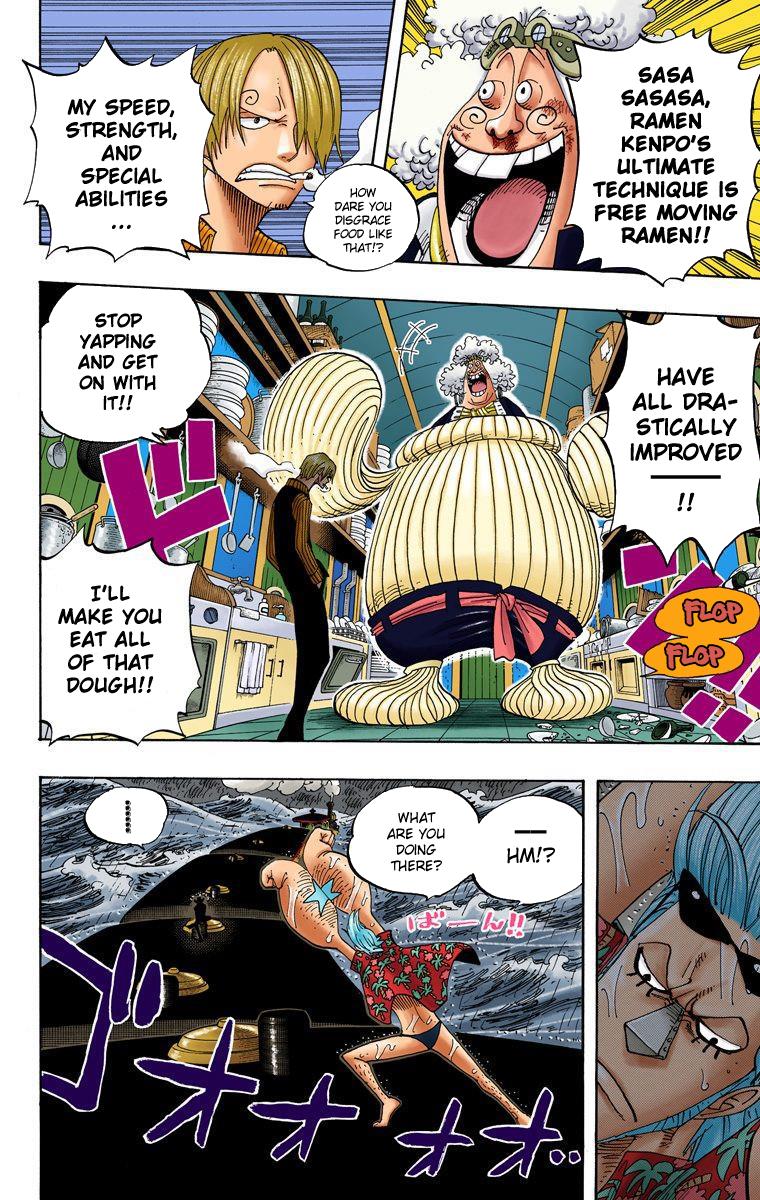 SASA
SASASA,
RAMEN
KENPO'S
ULTIMATE
TECHNIQUE IS
FREE MOVING
RAMEN!!
HOW
DARE YOU
DISGRACE
FOOD LIKE
THAT!?
MY SPEED,
STRENGTH,
AND
SPECIAL
ABILITIES
...
HAVE
ALL DRA-
STICALLY
IMPROVED
—
!!
FLOP
FLOP
STOP
YAPPING
AND GET
ON WITH
IT!!
I'LL
MAKE YOU
EAT ALL
OF THAT
DOUGH!!
—
HM!?
WHAT
ARE YOU
DOING
THERE?
ばーん!!
......
ゴオオオオ..